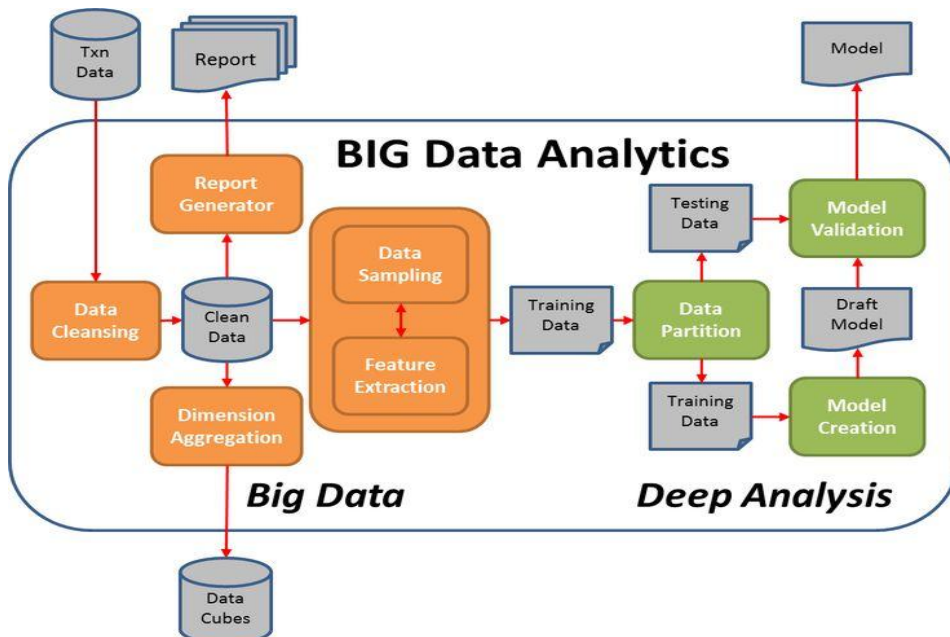 Txn
Data
Report
Model
BIG Data Analytics
Report
Generator
Testing
Data
Model
Validation
Data
Sampling
Data
Cleansing
Clean
Data
Training
Data
Data
Partition
Draft
Model
Feature
Extraction
Dimension
Aggregation
Training
Data
Model
Creation
Big Data
Deep Analysis
Data
Cubes